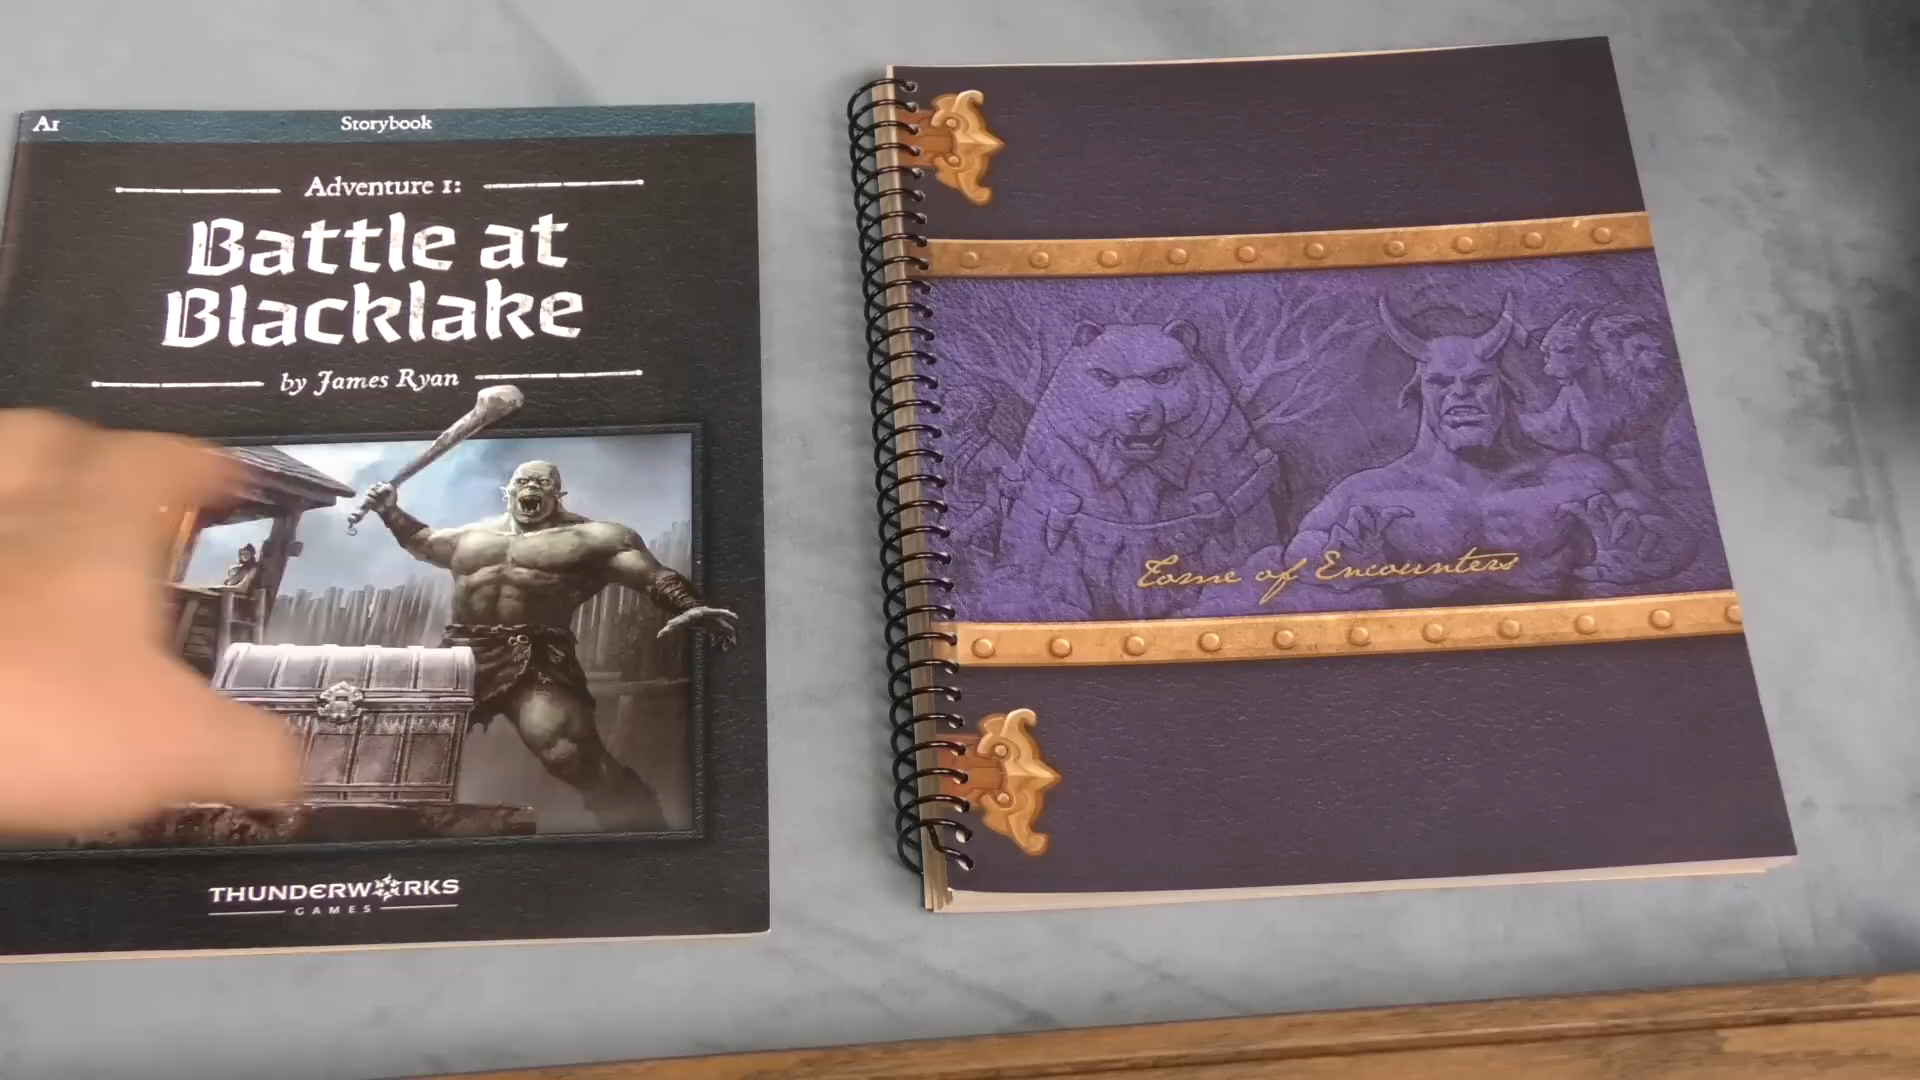 A1
Storybook
Adventure 1:
Battle at
Blacklake
by James Ryan
THUNDERWORKS
GAMES
Tome of Encounters